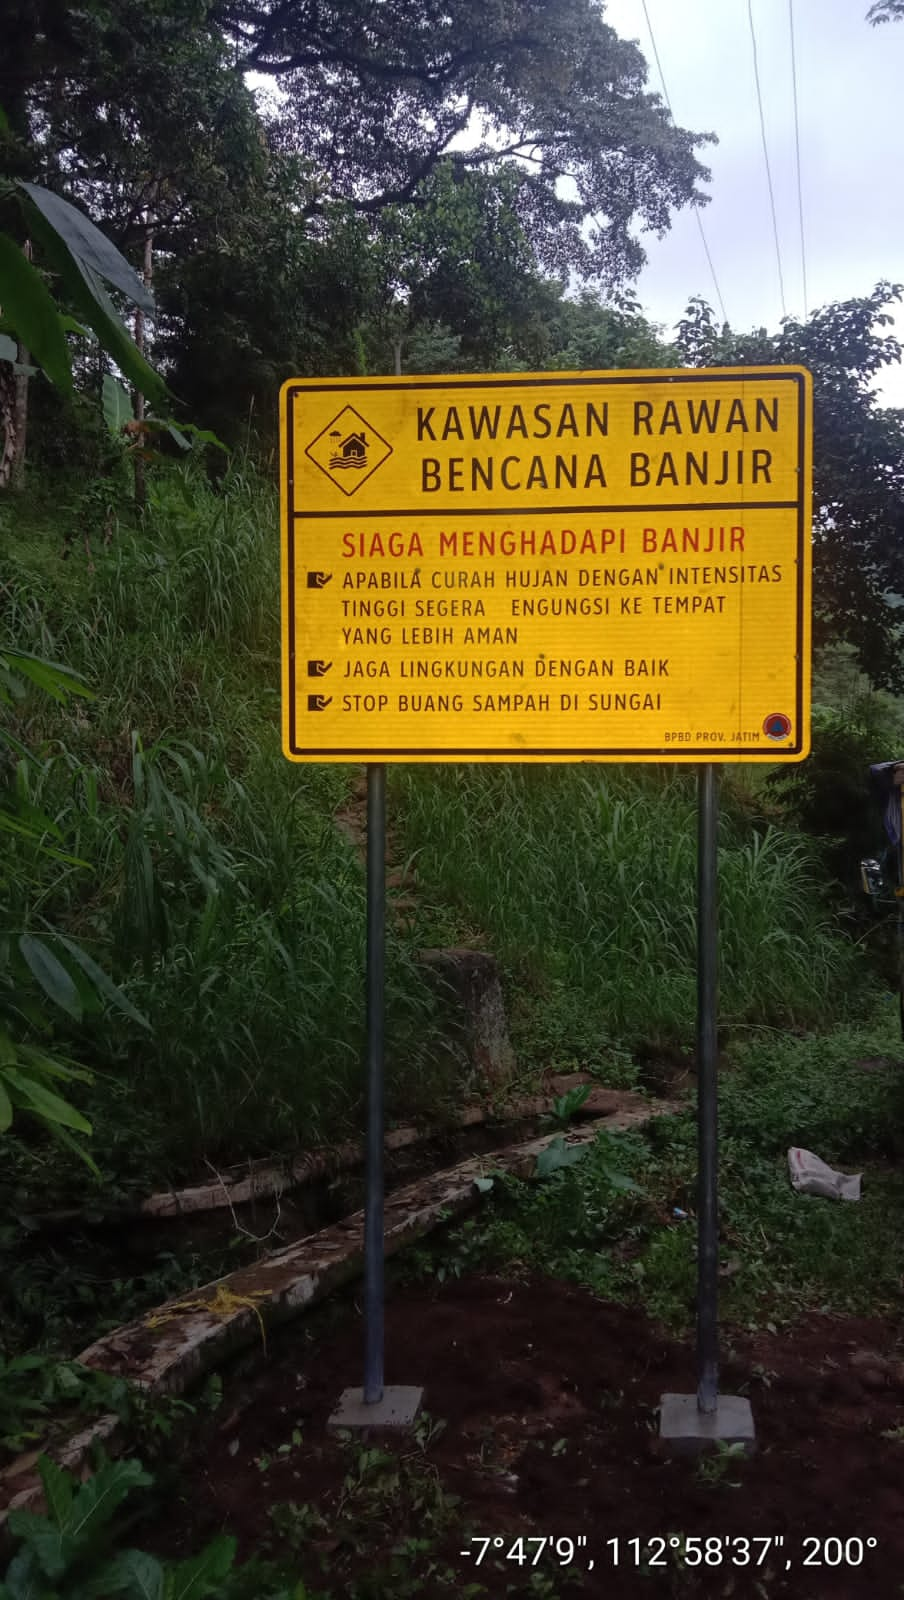 KAWASAN RAWAN
BENCANA BANJIR
SIAGA MENGHADAPI BANJIR
APABILA CURAH HUJAN DENGAN INTENSITAS
TINGGI SEGERA ENGUNGSI KE TEMPAT
YANG LEBIH AMAN
JAGA LINGKUNGAN DENGAN BAIK
STOP BUANG SAMPAH DI SUNGAI
BPBD PROV. JATIM
-7°47'9", 112°58'37", 200°